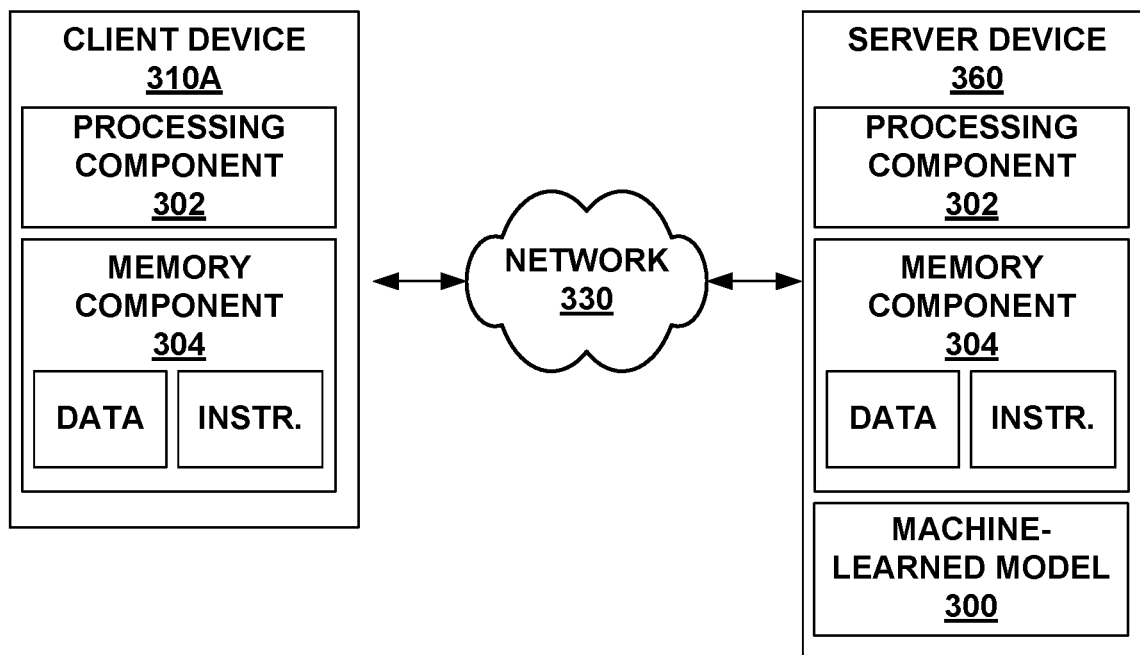 CLIENT DEVICE
310A
PROCESSING
COMPONENT
302
MEMORY
COMPONENT
304
DATA
INSTR.
NETWORK
330
SERVER DEVICE
360
PROCESSING
COMPONENT
302
MEMORY
COMPONENT
304
DATA
INSTR.
MACHINE-
LEARNED MODEL
300